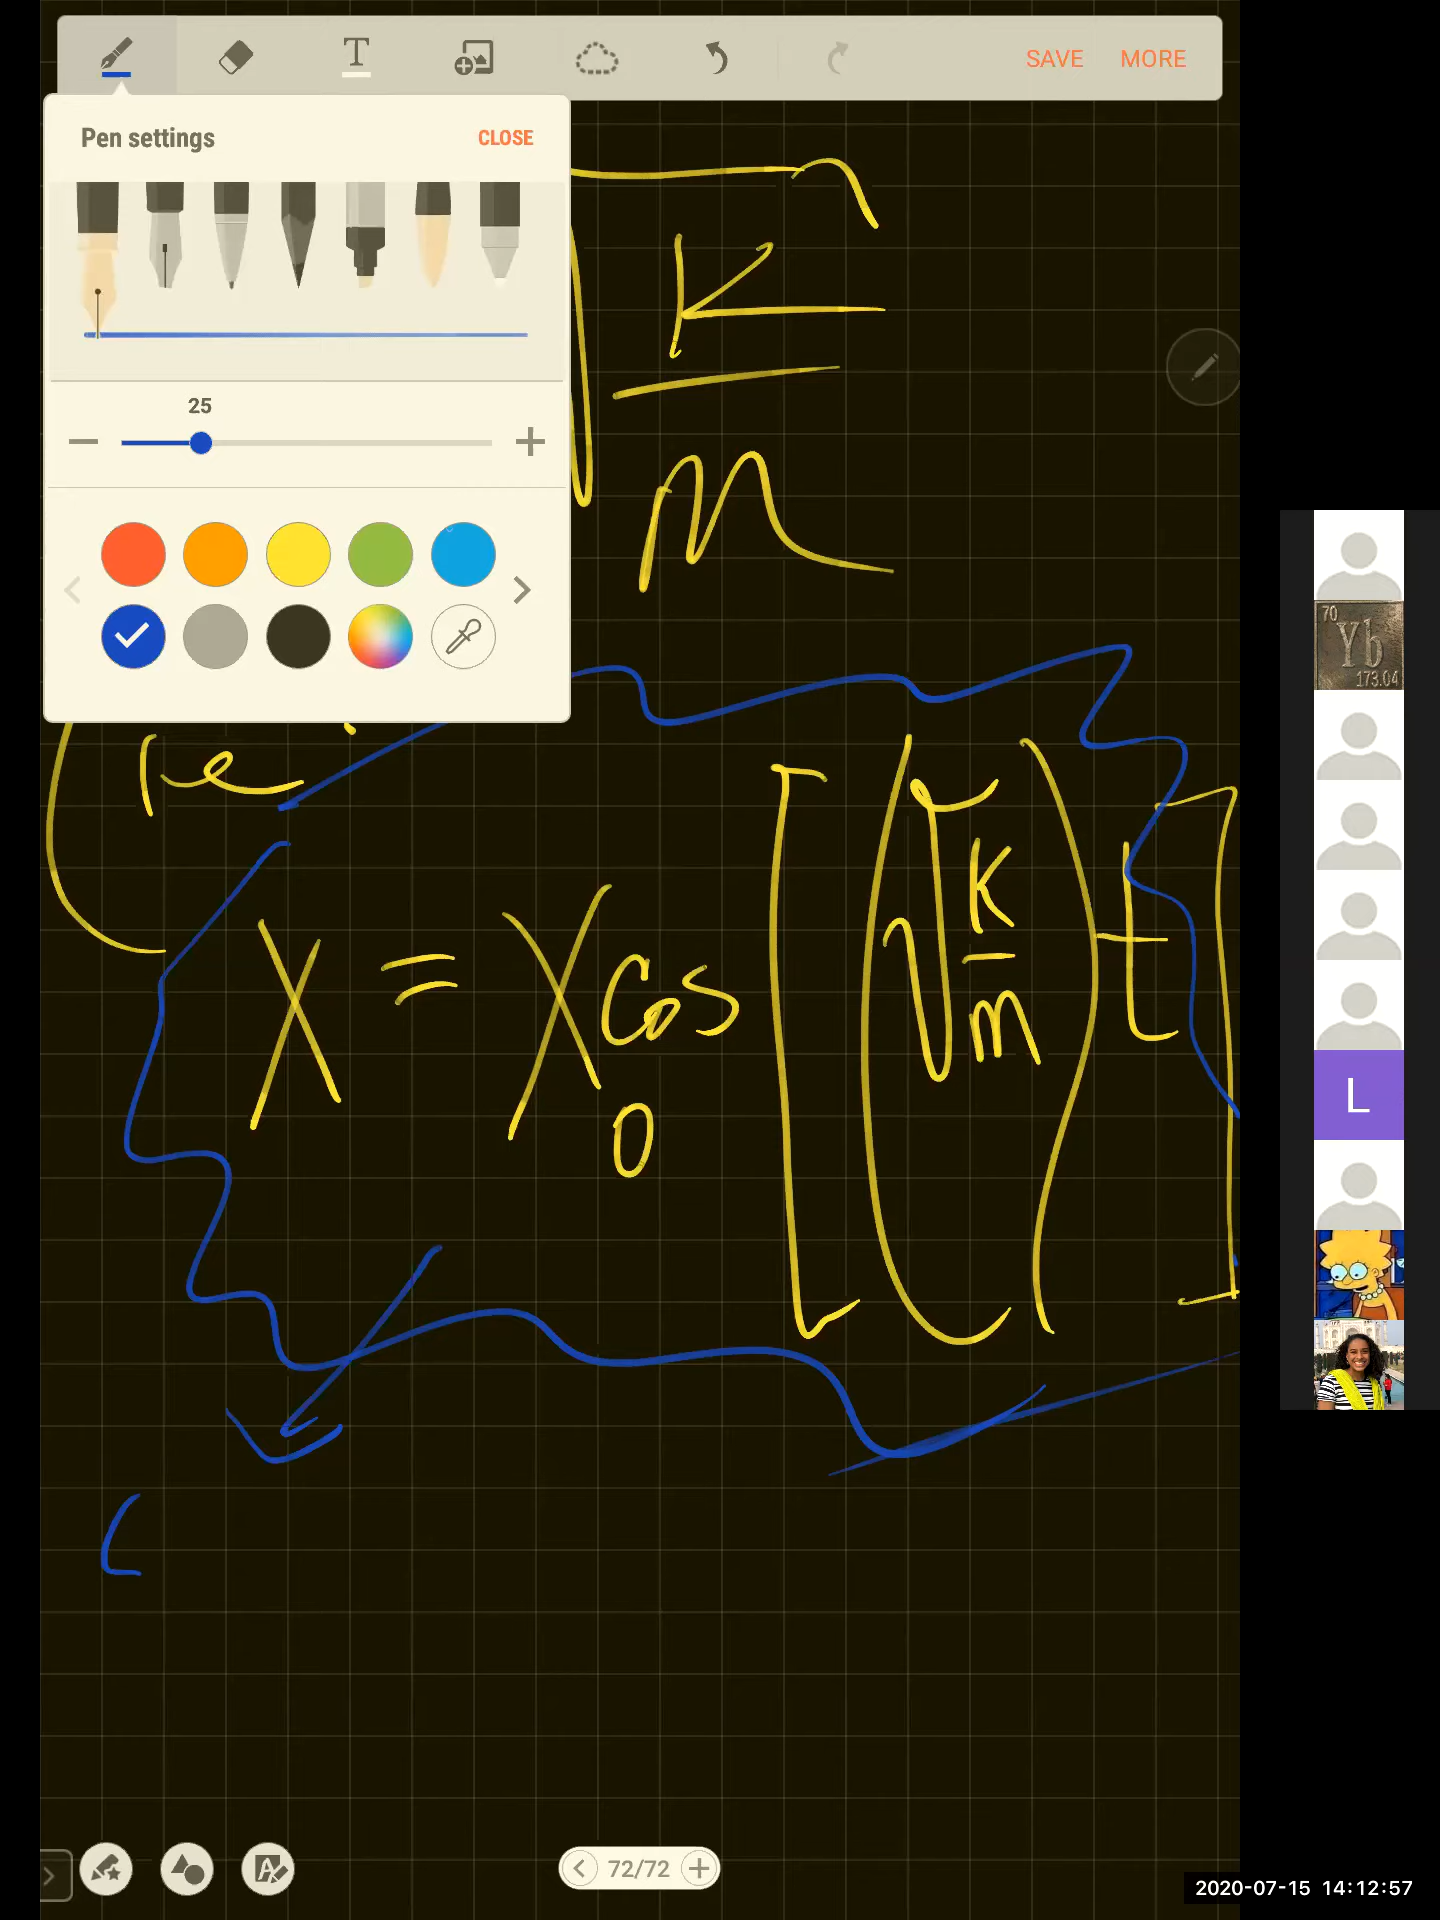 T SAVE MORE
Pen settings CLOSE
25
K
m
X = X₀ Cos [(√K/m) t]
70
Yb
173.04
L
72/72
2020-07-15 14:12:57